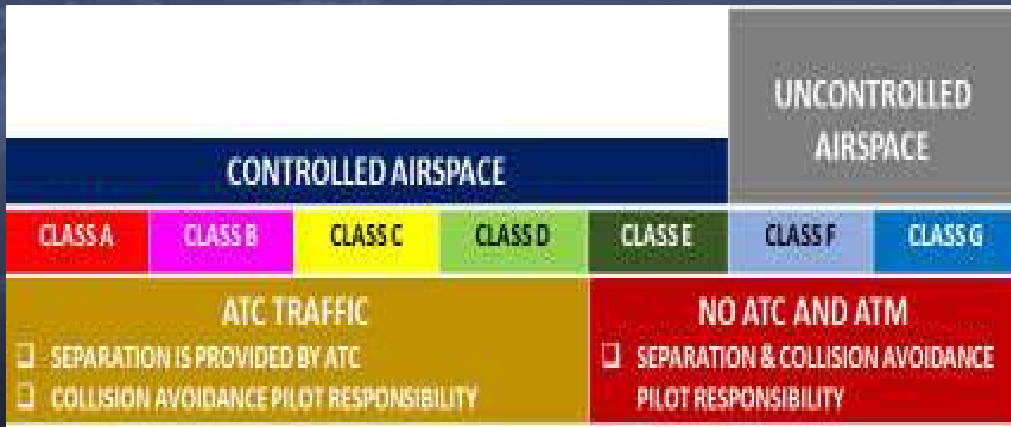 UNCONTROLLED
AIRSPACE
CONTROLLED AIRSPACE
CLASS A CLASS B CLASS C CLASS D CLASS E CLASS F CLASS G
ATC TRAFFIC
❑ SEPARATION IS PROVIDED BY ATC
❑ COLLISION AVOIDANCE PILOT RESPONSIBILITY
NO ATC AND ATM
❑ SEPARATION & COLLISION AVOIDANCE
PILOT RESPONSIBILITY